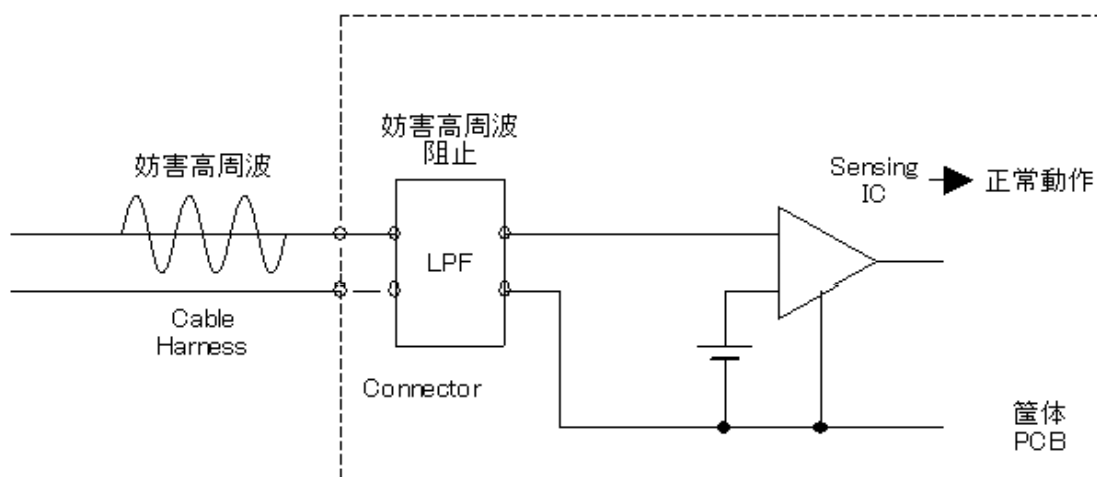 妨害高周波
Cable
Harness
妨害高周波
阻止
LPF
Connector
Sensing
IC
正常動作
筐体
PCB